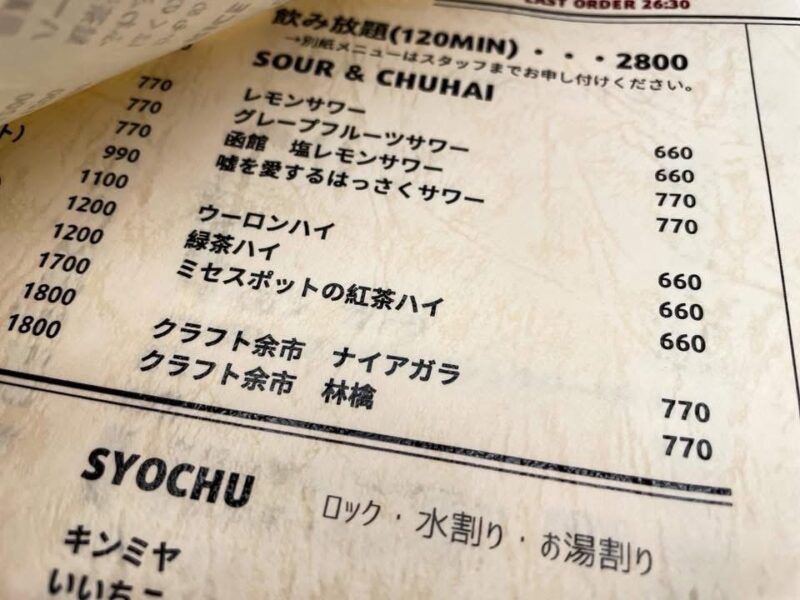 LAST ORDER 26:30
飲み放題(120MIN)・・・2800
→別紙メニューはスタッフまでお申し付けください。
SOUR & CHUHAI
レモンサワー 660
グレープフルーツサワー 660
函館 塩レモンサワー 770
嘘を愛するはっさくサワー 770
ウーロンハイ 660
緑茶ハイ 660
ミセスポットの紅茶ハイ 660
クラフト余市 ナイアガラ 770
クラフト余市 林檎 770
770
770
770
990
1100
1200
1200
1700
1800
1800
SYOCHU ロック・水割り・お湯割り
キンミヤ
いいちこ